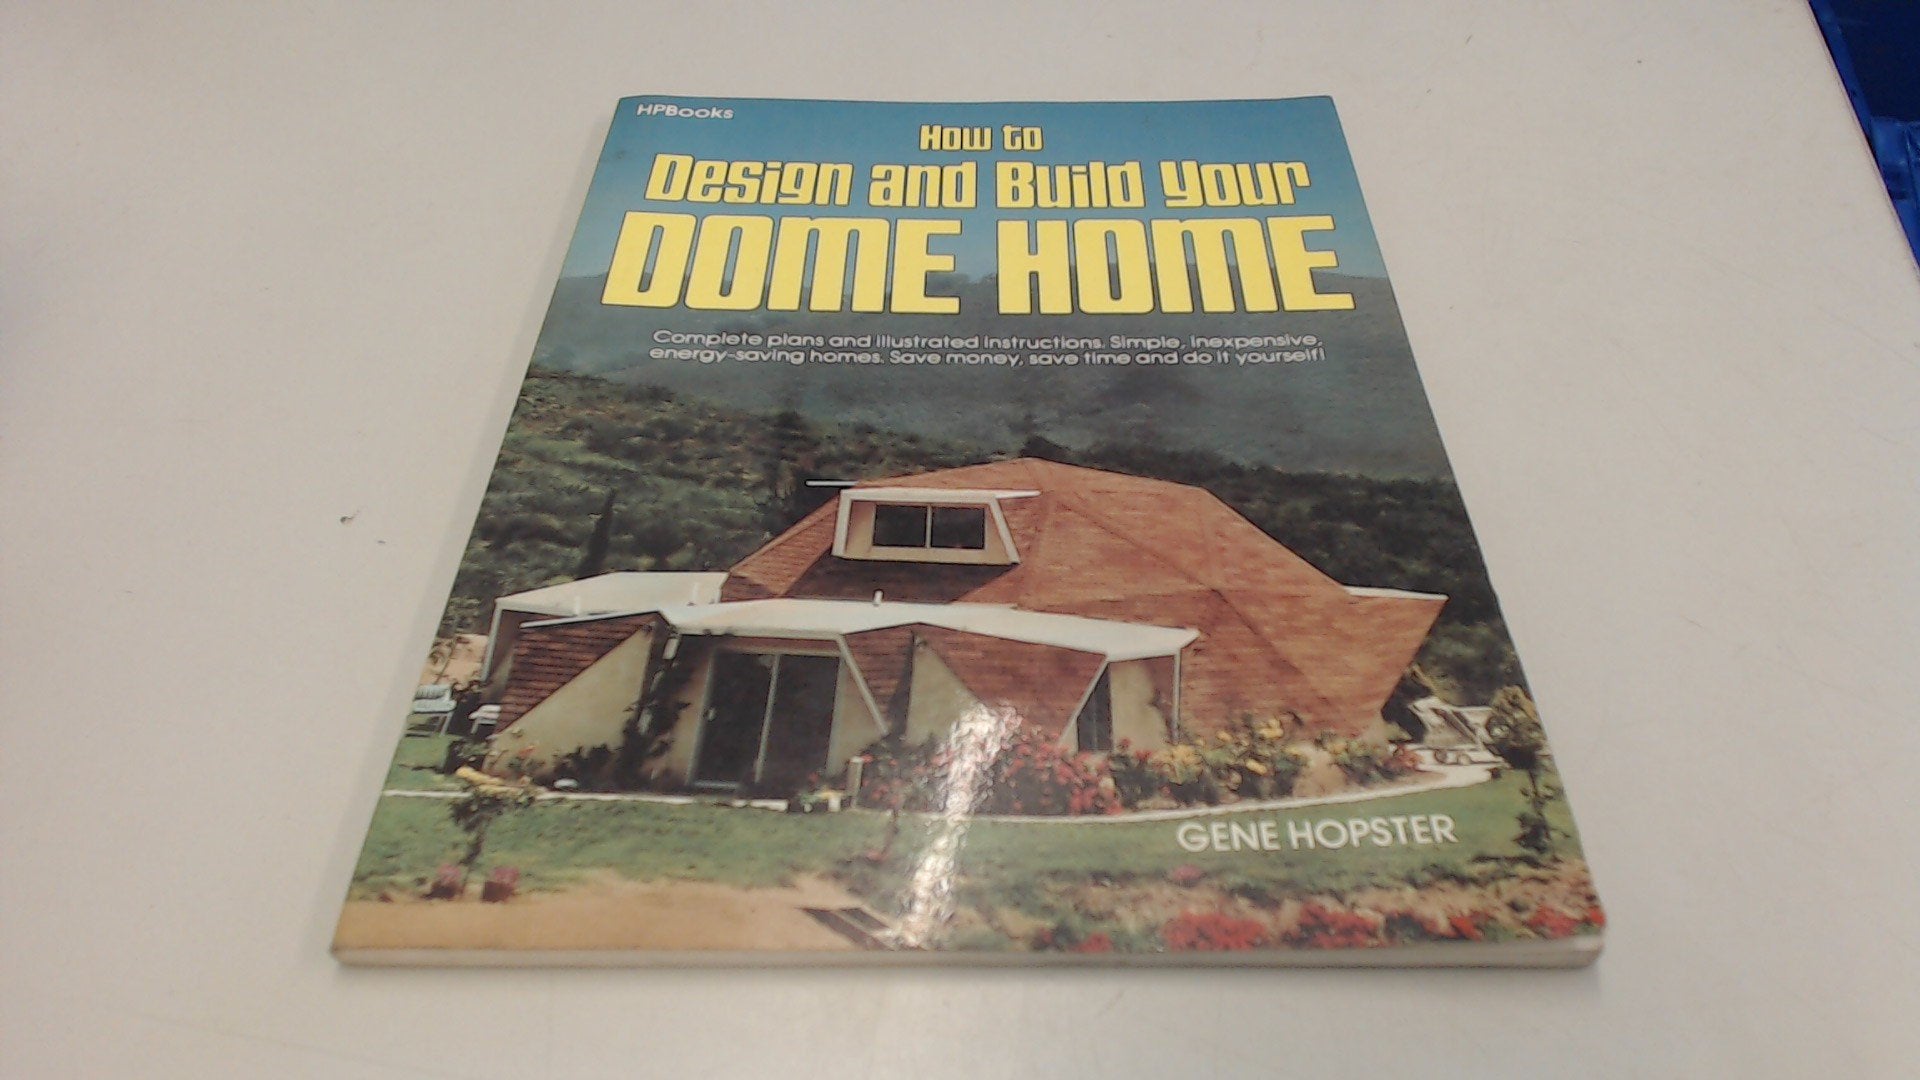 HPBooks
How to
Design and Build Your
DOME HOME
Complete plans and illustrated instructions. Simple, inexpensive,
energy-saving homes. Save money, save time and do it yourself!
GENE HOPSTER